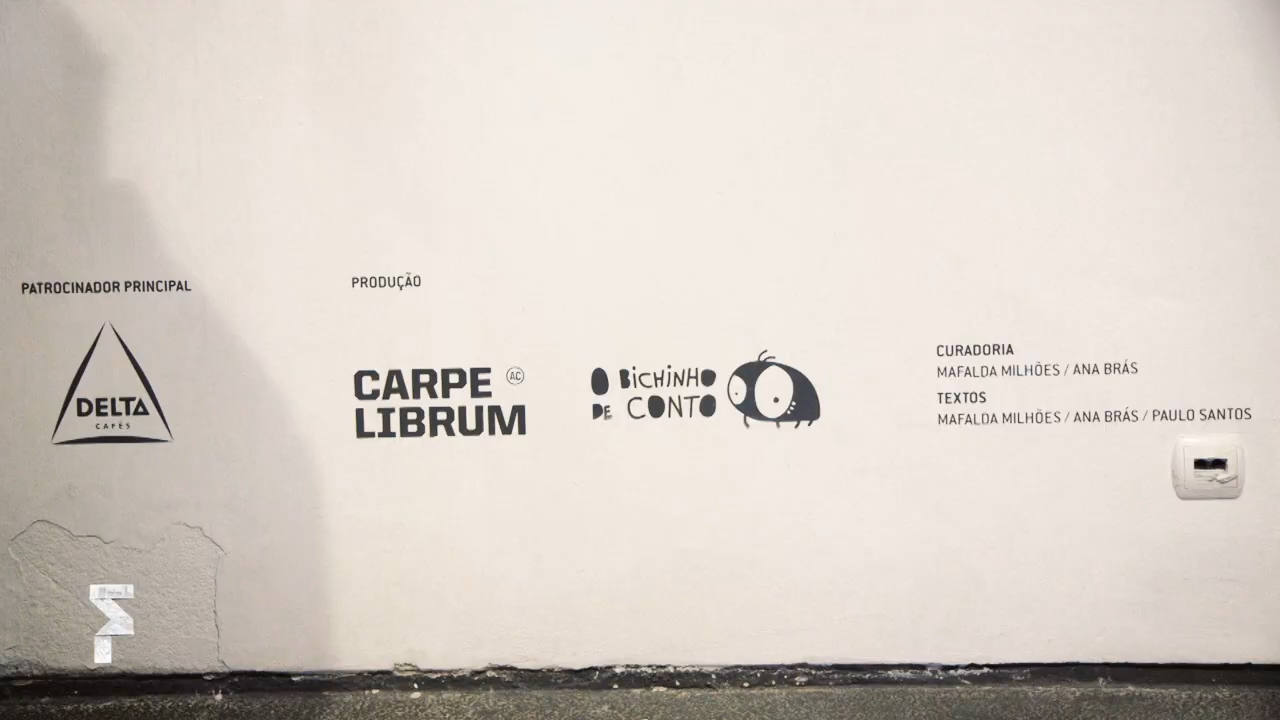 PATROCINADOR PRINCIPAL
DELTA
CAFÉS
PRODUÇÃO
CARPE
LIBRUM
AC
O BiCHiNHO
DE CONTO
CURADORIA
MAFALDA MILHÕES / ANA BRÁS
TEXTOS
MAFALDA MILHÕES / ANA BRÁS / PAULO SANTOS